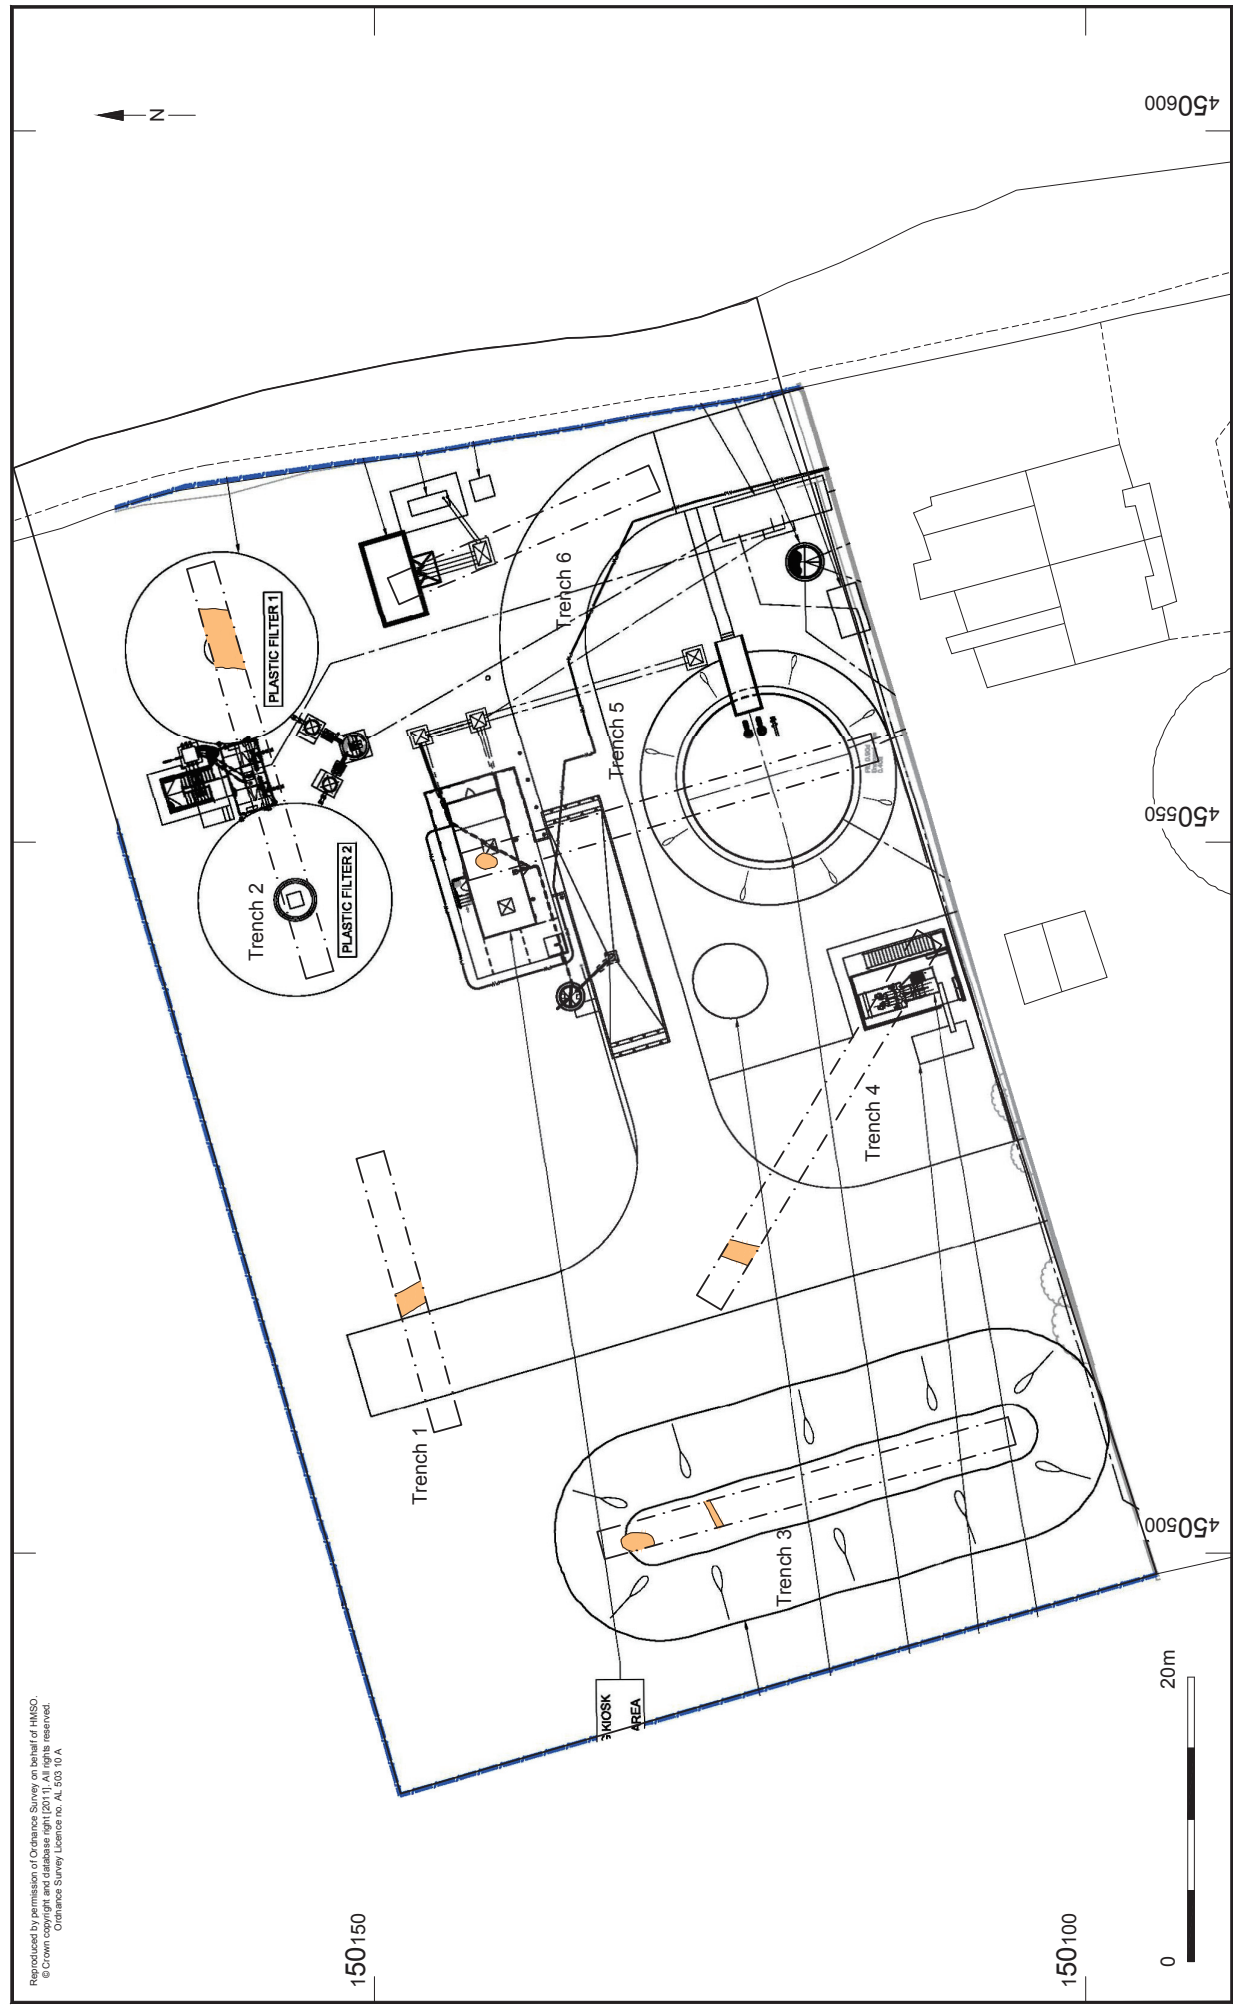 Reproduced by permission of Ordnance Survey on behalf of HMSO.
© Crown copyright and database right [2011]. All rights reserved.
Ordnance Survey Licence no. AL 503 10 A
N
450600
450550
450500
150150
150100
PLASTIC FILTER 1
PLASTIC FILTER 2
Trench 2
Trench 6
Trench 5
Trench 4
Trench 1
Trench 3
KIOSK
AREA
0
20m